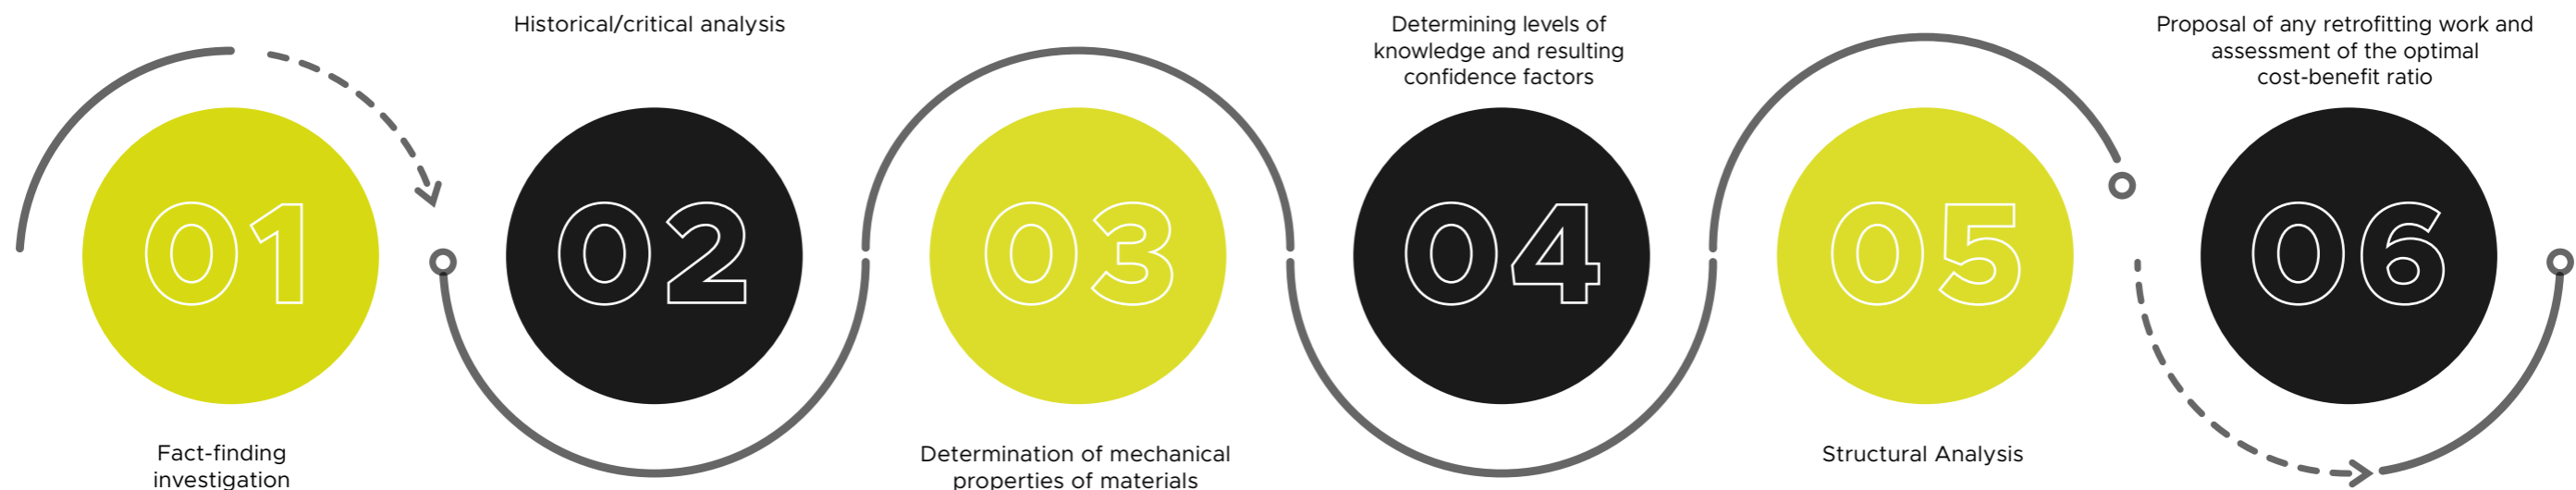 01
Fact-finding
investigation
Historical/critical analysis
02
03
Determination of mechanical
properties of materials
Determining levels of
knowledge and resulting
confidence factors
04
05
Structural Analysis
Proposal of any retrofitting work and
assessment of the optimal
cost-benefit ratio
06